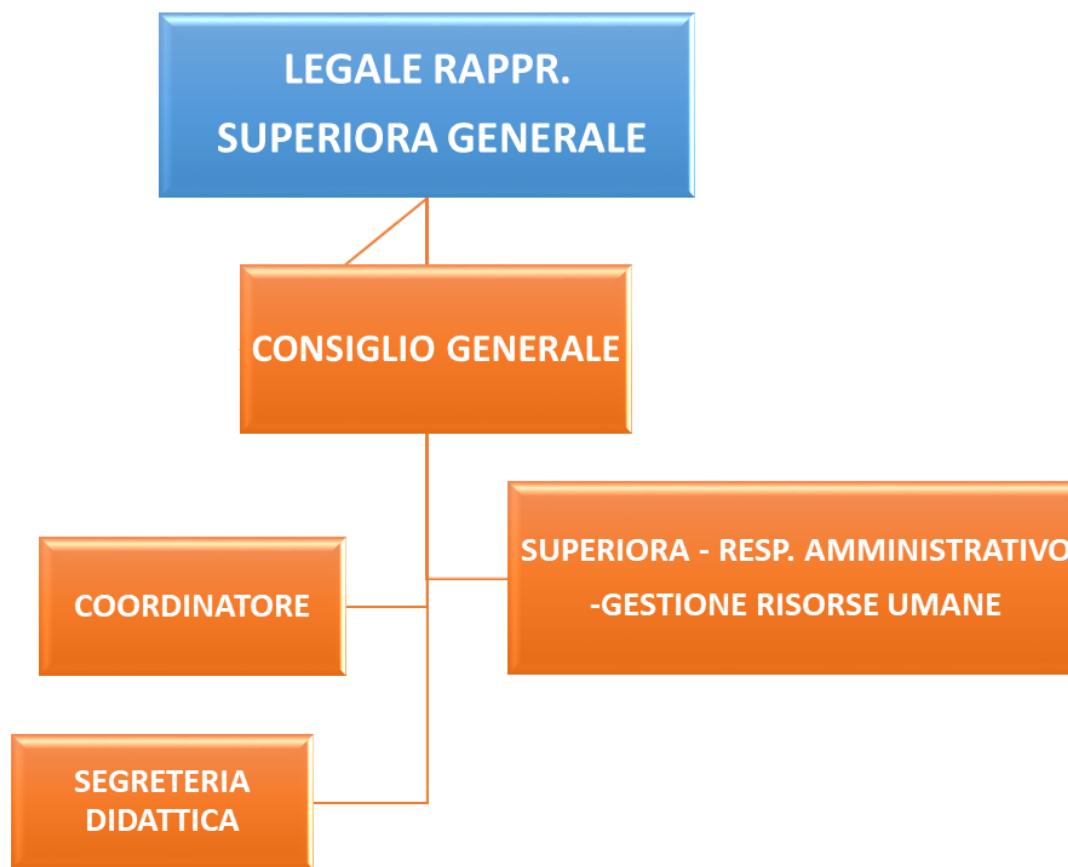 LEGALE RAPPR.
SUPERIORA GENERALE
CONSIGLIO GENERALE
SUPERIORA - RESP. AMMINISTRATIVO
-GESTIONE RISORSE UMANE
COORDINATORE
SEGRETERIA
DIDATTICA